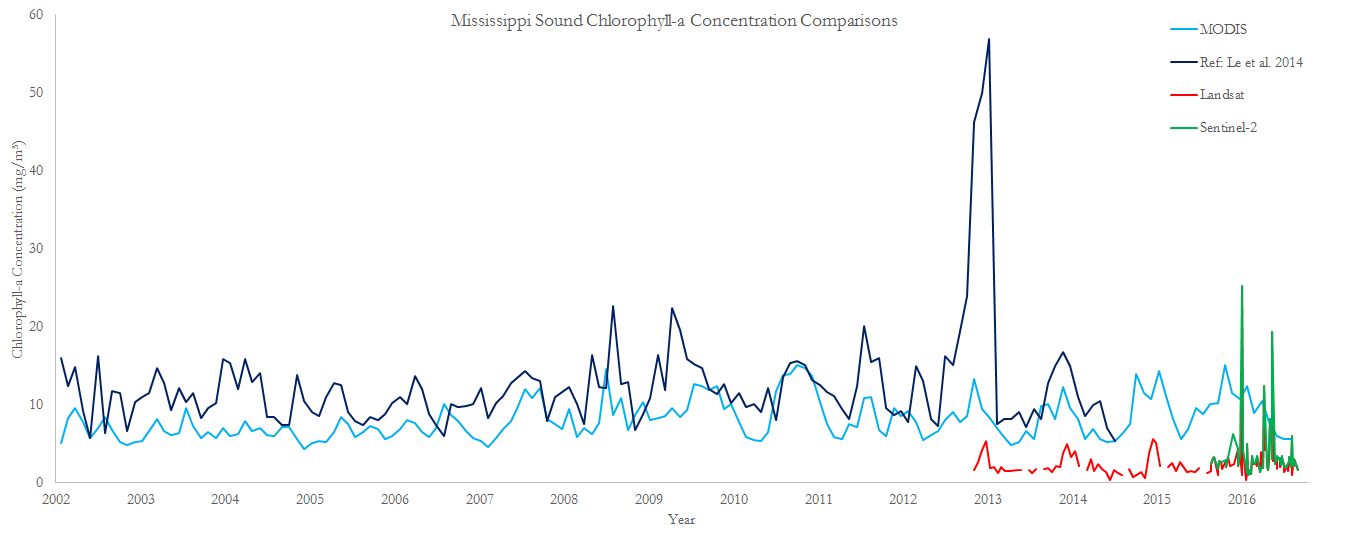 Mississippi Sound Chlorophyll-a Concentration Comparisons
MODIS
Ref: Le et al. 2014
Landsat
Sentinel-2
Chlorophyll-a Concentration (mg/m³)
60
50
40
30
20
10
0
2002 2003 2004 2005 2006 2007 2008 2009 2010 2011 2012 2013 2014 2015 2016
Year